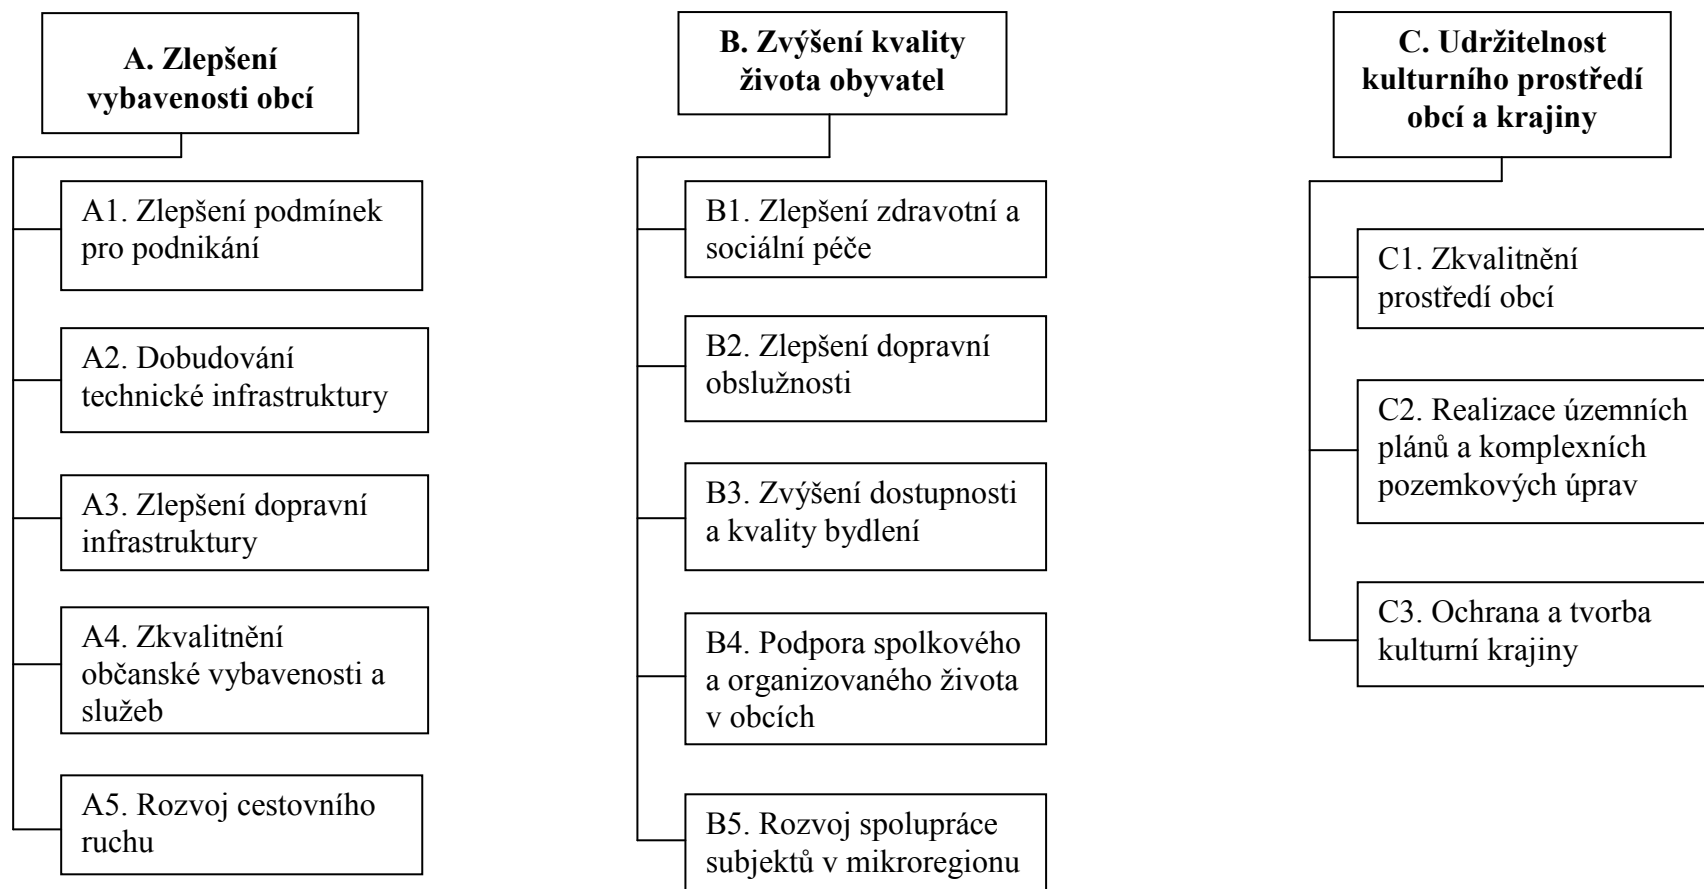 A. Zlepšení
vybavenosti obcí
A1. Zlepšení podmínek
pro podnikání
A2. Dobudování
technické infrastruktury
A3. Zlepšení dopravní
infrastruktury
A4. Zkvalitnění
občanské vybavenosti a
služeb
A5. Rozvoj cestovního
ruchu
B. Zvýšení kvality
života obyvatel
B1. Zlepšení zdravotní a
sociální péče
B2. Zlepšení dopravní
obslužnosti
B3. Zvýšení dostupnosti
a kvality bydlení
B4. Podpora spolkového
a organizovaného života
v obcích
B5. Rozvoj spolupráce
subjektů v mikroregionu
C. Udržitelnost
kulturního prostředí
obcí a krajiny
C1. Zkvalitnění
prostředí obcí
C2. Realizace územních
plánů a komplexních
pozemkových úprav
C3. Ochrana a tvorba
kulturní krajiny